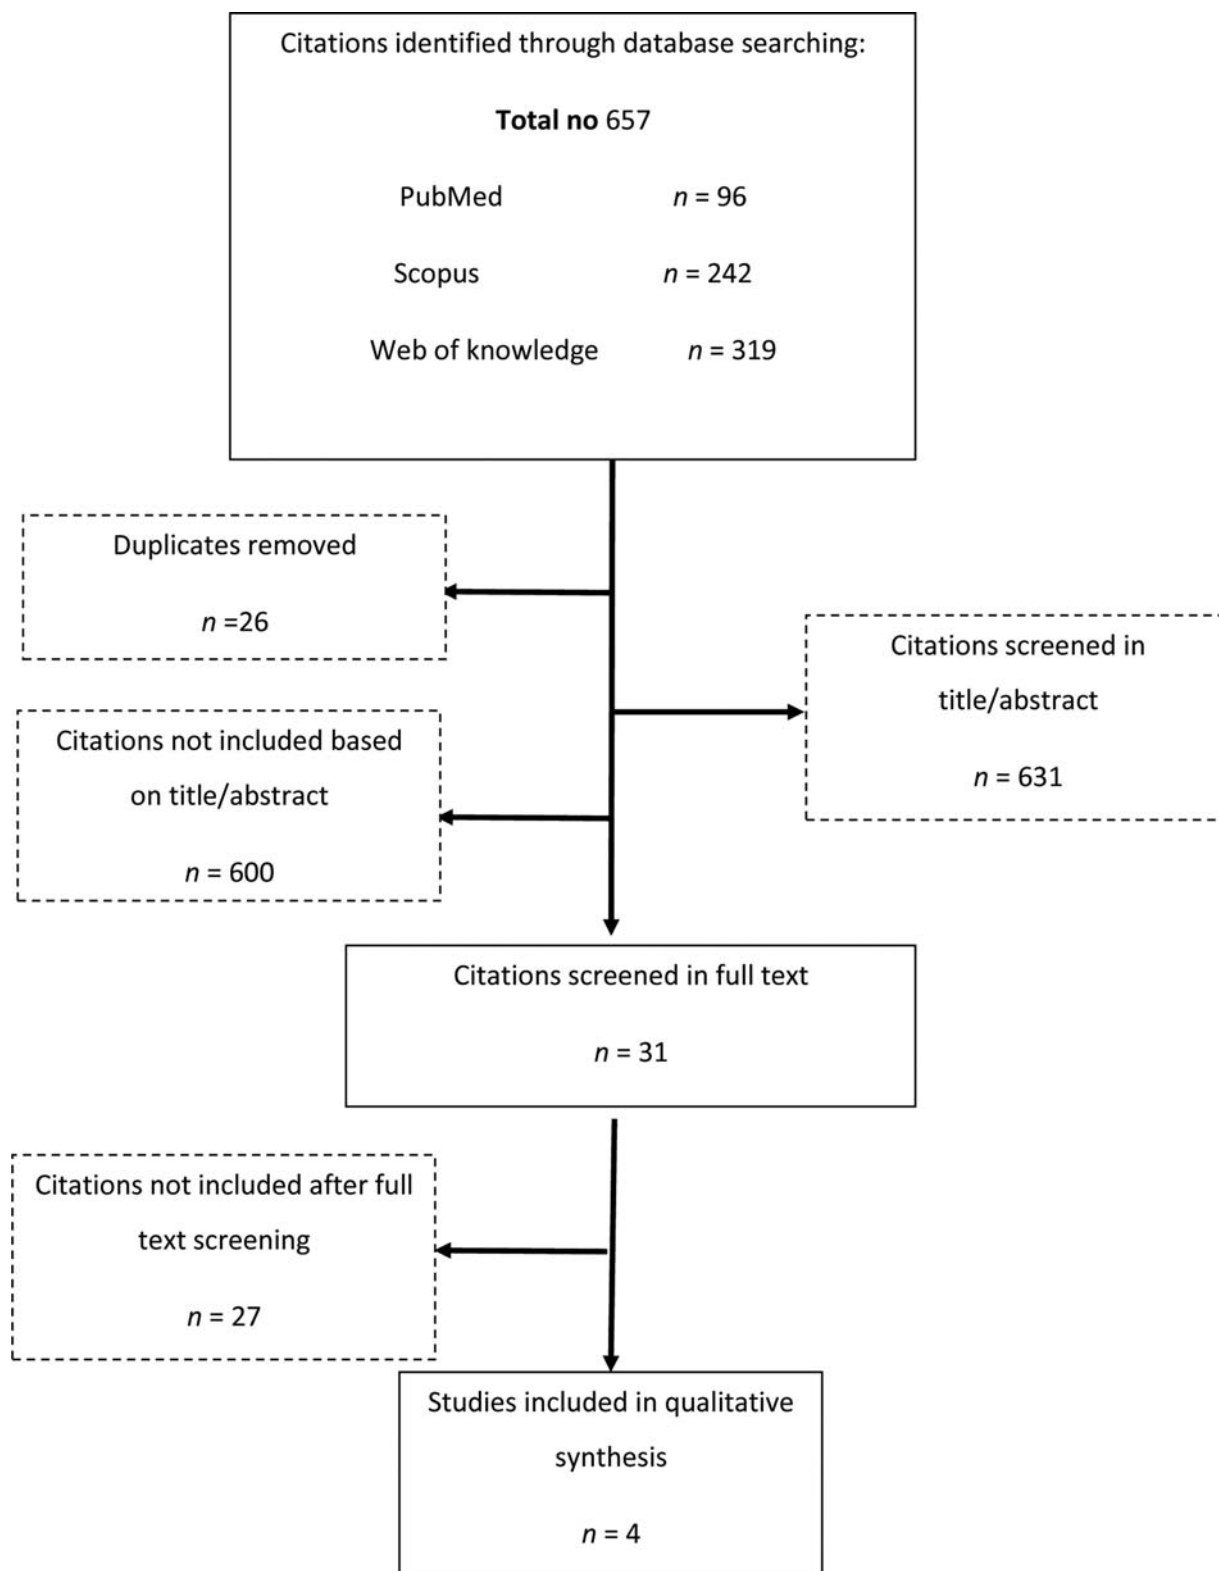 Citations identified through database searching:
Total no 657
PubMed n = 96
Scopus n = 242
Web of knowledge n = 319
Duplicates removed
n =26
Citations screened in
title/abstract
n = 631
Citations not included based
on title/abstract
n = 600
Citations screened in full text
n = 31
Citations not included after full
text screening
n = 27
Studies included in qualitative
synthesis
n = 4